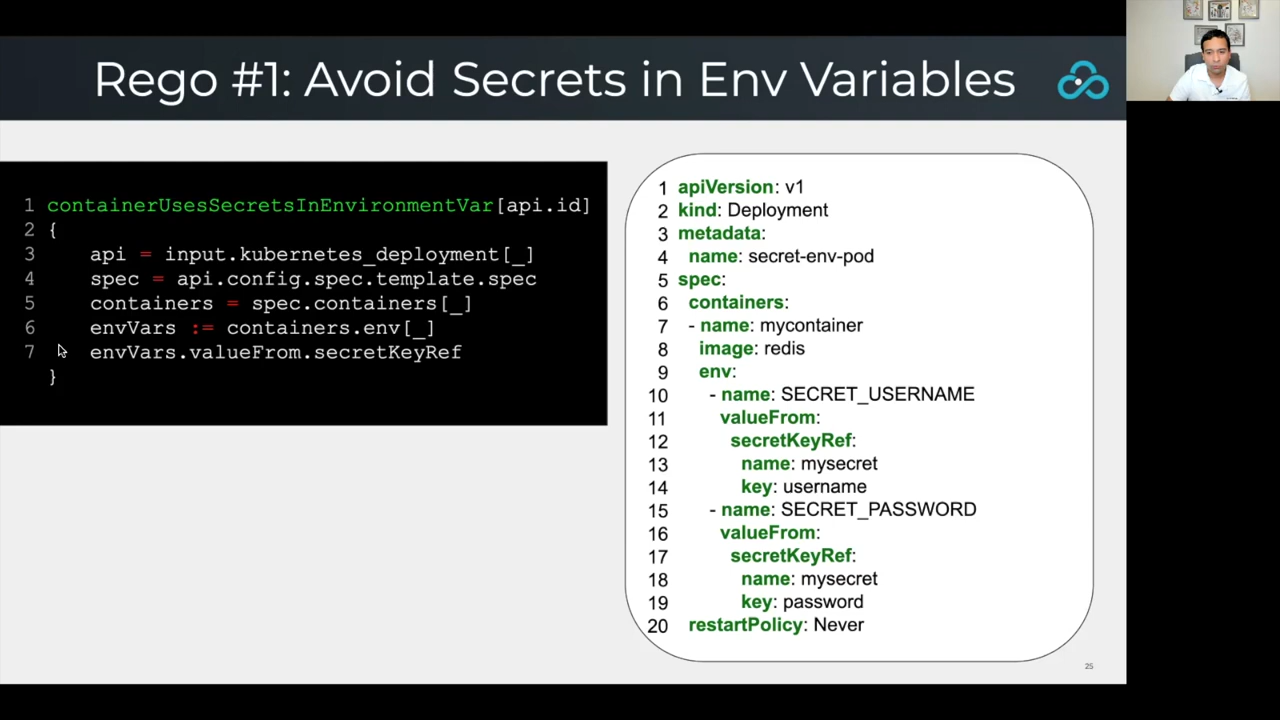 Rego #1: Avoid Secrets in Env Variables
1 containerUsesSecretsInEnvironmentVar[api.id]
2 {
3 api = input.kubernetes_deployment[_]
4 spec = api.config.spec.template.spec
5 containers = spec.containers[_]
6 envVars := containers.env[_]
7 envVars.valueFrom.secretKeyRef
}
1 apiVersion: v1
2 kind: Deployment
3 metadata:
4 name: secret-env-pod
5 spec:
6 containers:
7 - name: mycontainer
8 image: redis
9 env:
10 - name: SECRET_USERNAME
11 valueFrom:
12 secretKeyRef:
13 name: mysecret
14 key: username
15 - name: SECRET_PASSWORD
16 valueFrom:
17 secretKeyRef:
18 name: mysecret
19 key: password
20 restartPolicy: Never
25